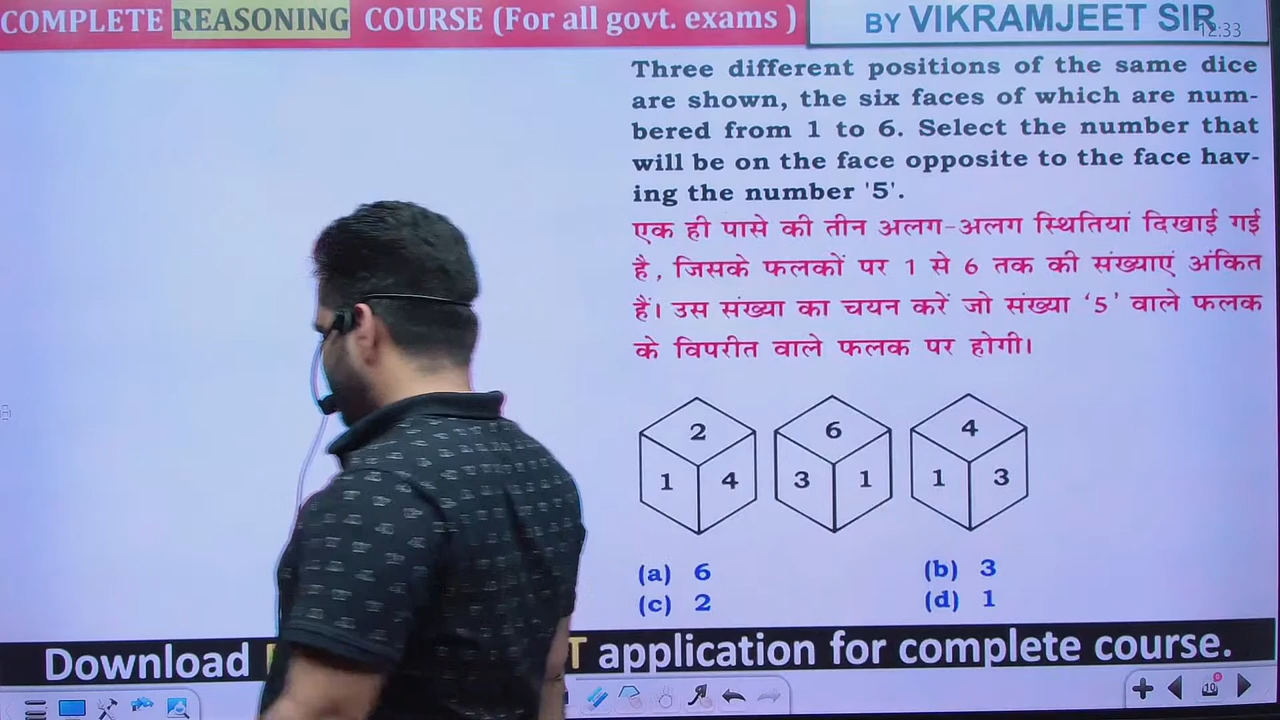 COMPLETE REASONING COURSE (For all govt. exams )
BY VIKRAMJEET SIR
12:33
Three different positions of the same dice
are shown, the six faces of which are num-
bered from 1 to 6. Select the number that
will be on the face opposite to the face hav-
ing the number '5'.
एक ही पासे की तीन अलग-अलग स्थितियां दिखाई गई
है, जिसके फलकों पर 1 से 6 तक की संख्याएं अंकित
हैं। उस संख्या का चयन करें जो संख्या ‘5’ वाले फलक
के विपरीत वाले फलक पर होगी।
2 6 4
1 4 3 1 1 3
(a) 6 (b) 3
(c) 2 (d) 1
Download
T application for complete course.
10